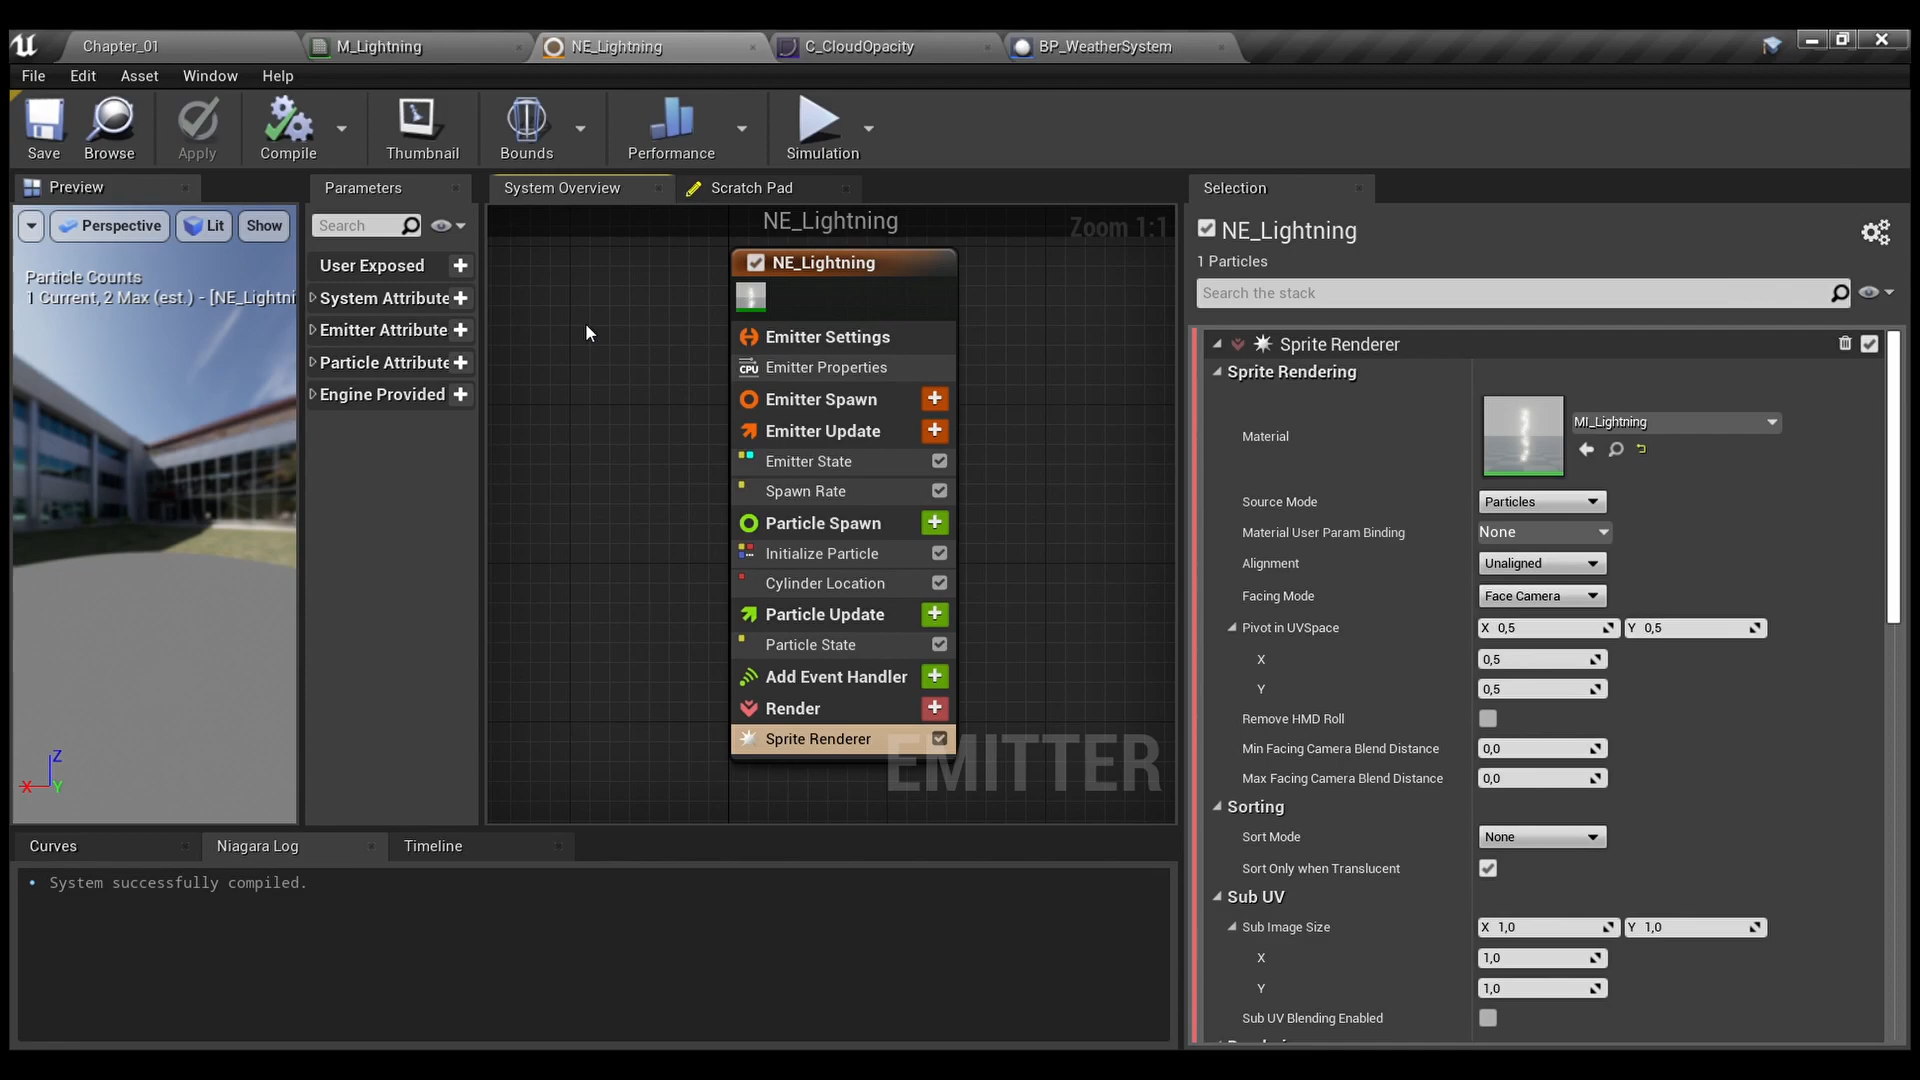 Chapter_01
M_Lightning
NE_Lightning
C_CloudOpacity
BP_WeatherSystem
File Edit Asset Window Help
Save Browse Apply Compile Thumbnail Bounds Performance Simulation
Preview
Perspective Lit Show
Particle Counts
1 Current, 2 Max (est.) - [NE_Lightni
Z
X
Y
Parameters
Search
User Exposed
System Attribute
Emitter Attribute
Particle Attribute
Engine Provided
System Overview
Scratch Pad
NE_Lightning
Zoom 1:1
NE_Lightning
Emitter Settings
CPU Emitter Properties
Emitter Spawn
Emitter Update
Emitter State
Spawn Rate
Particle Spawn
Initialize Particle
Cylinder Location
Particle Update
Particle State
Add Event Handler
Render
Sprite Renderer
EMITTER
Curves
Niagara Log
Timeline
System successfully compiled.
Selection
NE_Lightning
1 Particles
Search the stack
Sprite Renderer
Sprite Rendering
Material MI_Lightning
Source Mode Particles
Material User Param Binding None
Alignment Unaligned
Facing Mode Face Camera
Pivot in UVSpace X 0,5 Y 0,5
X 0,5
Y 0,5
Remove HMD Roll
Min Facing Camera Blend Distance 0,0
Max Facing Camera Blend Distance 0,0
Sorting
Sort Mode None
Sort Only when Translucent
Sub UV
Sub Image Size X 1,0 Y 1,0
X 1,0
Y 1,0
Sub UV Blending Enabled